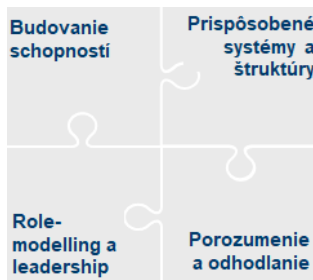 Budovanie
schopností
Prispôsobené
systémy a
štruktúry
Role-
modelling a
leadership
Porozumenie
a odhodlanie